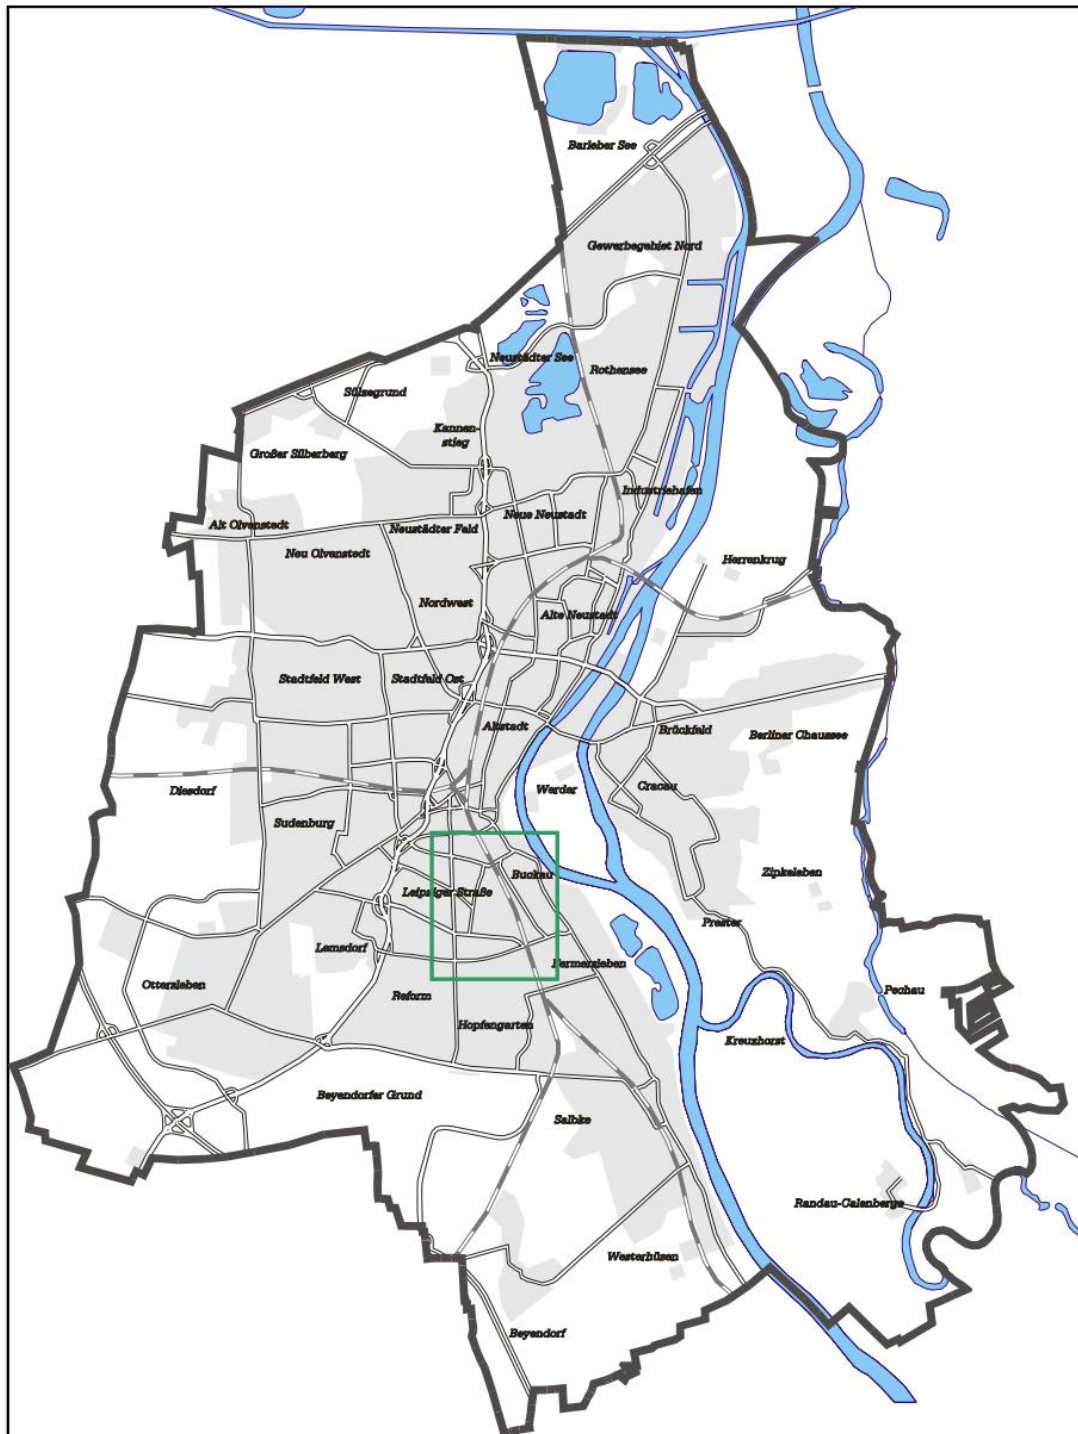 Barleber See
Gewerbegebiet Nord
Neustädter See
Rothensee
Sülzegrund
Kannen-
stieg
Großer Silberberg
Industriehafen
Alt Olvenstedt
Neustädter Feld
Neue Neustadt
Neu Olvenstedt
Herrenkrug
Nordwest
Alte Neustadt
Stadtfeld West
Stadtfeld Ost
Altstadt
Brückfeld
Berliner Chaussee
Diesdorf
Werder
Cracau
Sudenburg
Buckau
Zipkeleben
Leipziger Straße
Prester
Lemsdorf
Fermersleben
Ottersleben
Pechau
Reform
Hopfengarten
Kreuzhorst
Beyendorfer Grund
Salbke
Randau-Calenberge
Westerhüsen
Beyendorf